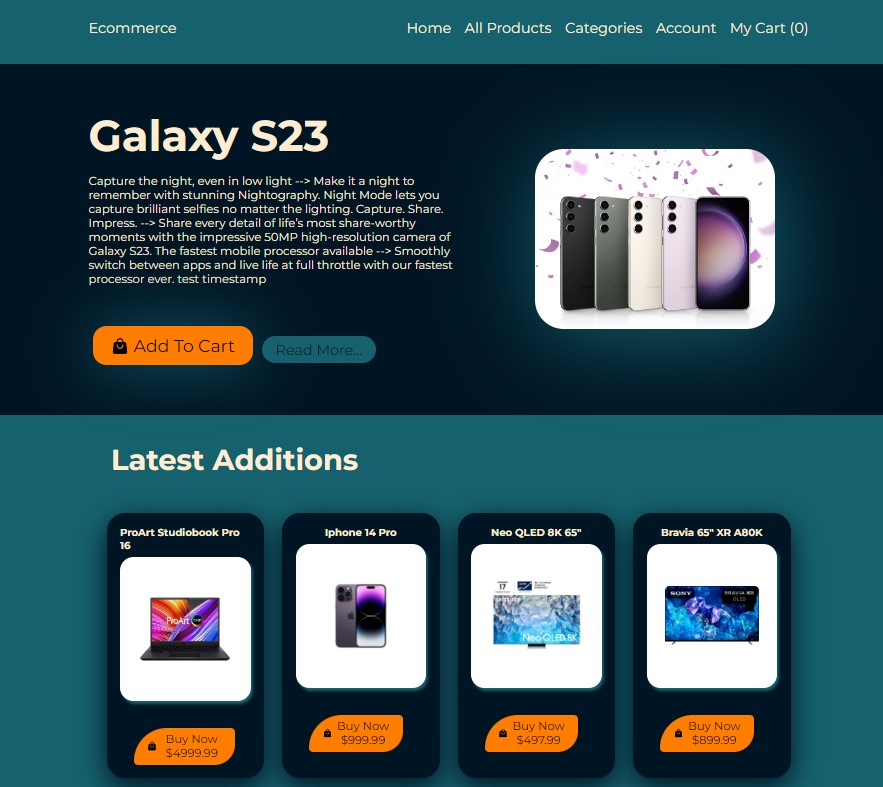 Ecommerce
Home All Products Categories Account My Cart (0)
Galaxy S23
Capture the night, even in low light --> Make it a night to
remember with stunning Nightography. Night Mode lets you
capture brilliant selfies no matter the lighting. Capture. Share.
Impress. --> Share every detail of life's most share-worthy
moments with the impressive 50MP high-resolution camera of
Galaxy S23. The fastest mobile processor available --> Smoothly
switch between apps and live life at full throttle with our fastest
processor ever. test timestamp
Add To Cart
Read More...
Latest Additions
ProArt Studiobook Pro
16
ProArt
Buy Now
$4999.99
Iphone 14 Pro
Buy Now
$999.99
Neo QLED 8K 65"
17
Neo QLED 8K
Buy Now
$497.99
Bravia 65" XR A80K
SONY
BRAVIA XR
OLED
Buy Now
$899.99